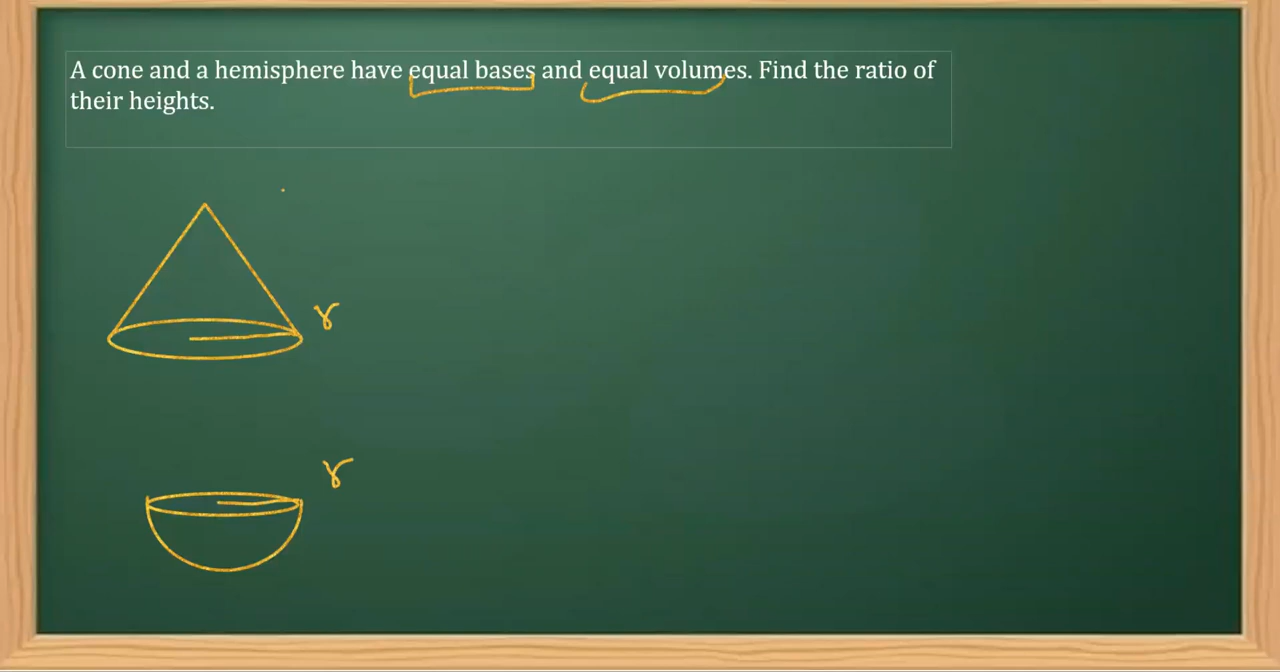 A cone and a hemisphere have equal bases and equal volumes. Find the ratio of
their heights.
r
r